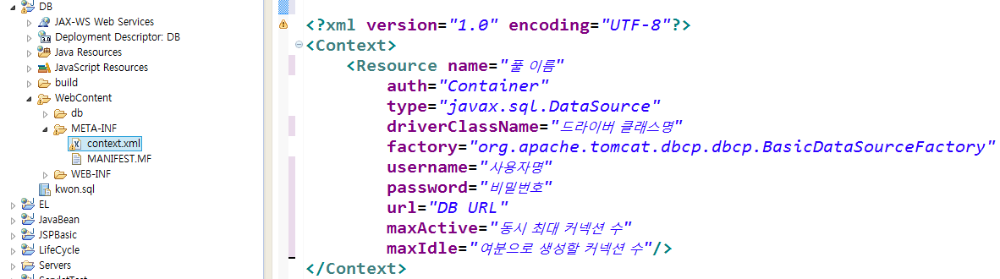 DB
JAX-WS Web Services
Deployment Descriptor: DB
Java Resources
JavaScript Resources
build
WebContent
db
META-INF
context.xml
MANIFEST.MF
WEB-INF
kwon.sql
EL
JavaBean
JSPBasic
LifeCycle
Servers
ServletTest
<?xml version="1.0" encoding="UTF-8"?>
<Context>
<Resource name="풀 이름"
auth="Container"
type="javax.sql.DataSource"
driverClassName="드라이버 클래스명"
factory="org.apache.tomcat.dbcp.dbcp.BasicDataSourceFactory"
username="사용자명"
password="비밀번호"
url="DB URL"
maxActive="동시 최대 커넥션 수"
maxIdle="여분으로 생성할 커넥션 수"/>
</Context>